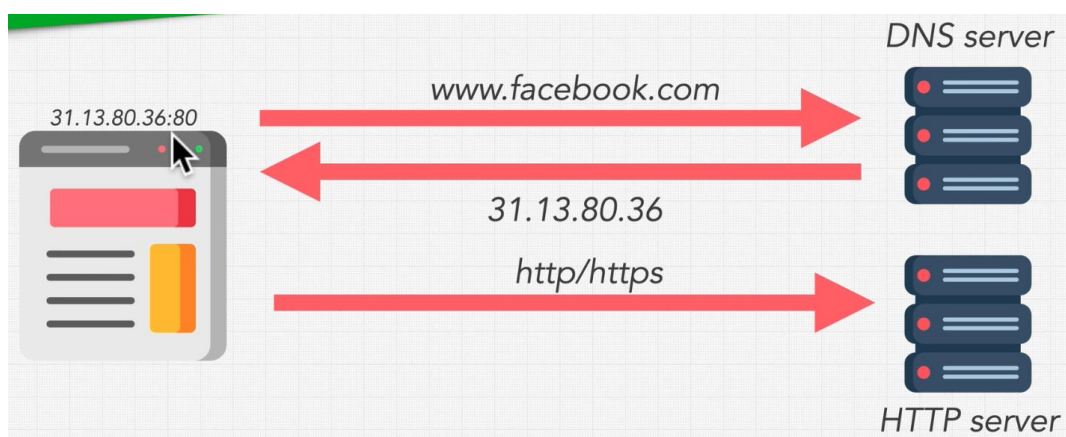 DNS server
www.facebook.com
31.13.80.36:80
31.13.80.36
http/https
HTTP server